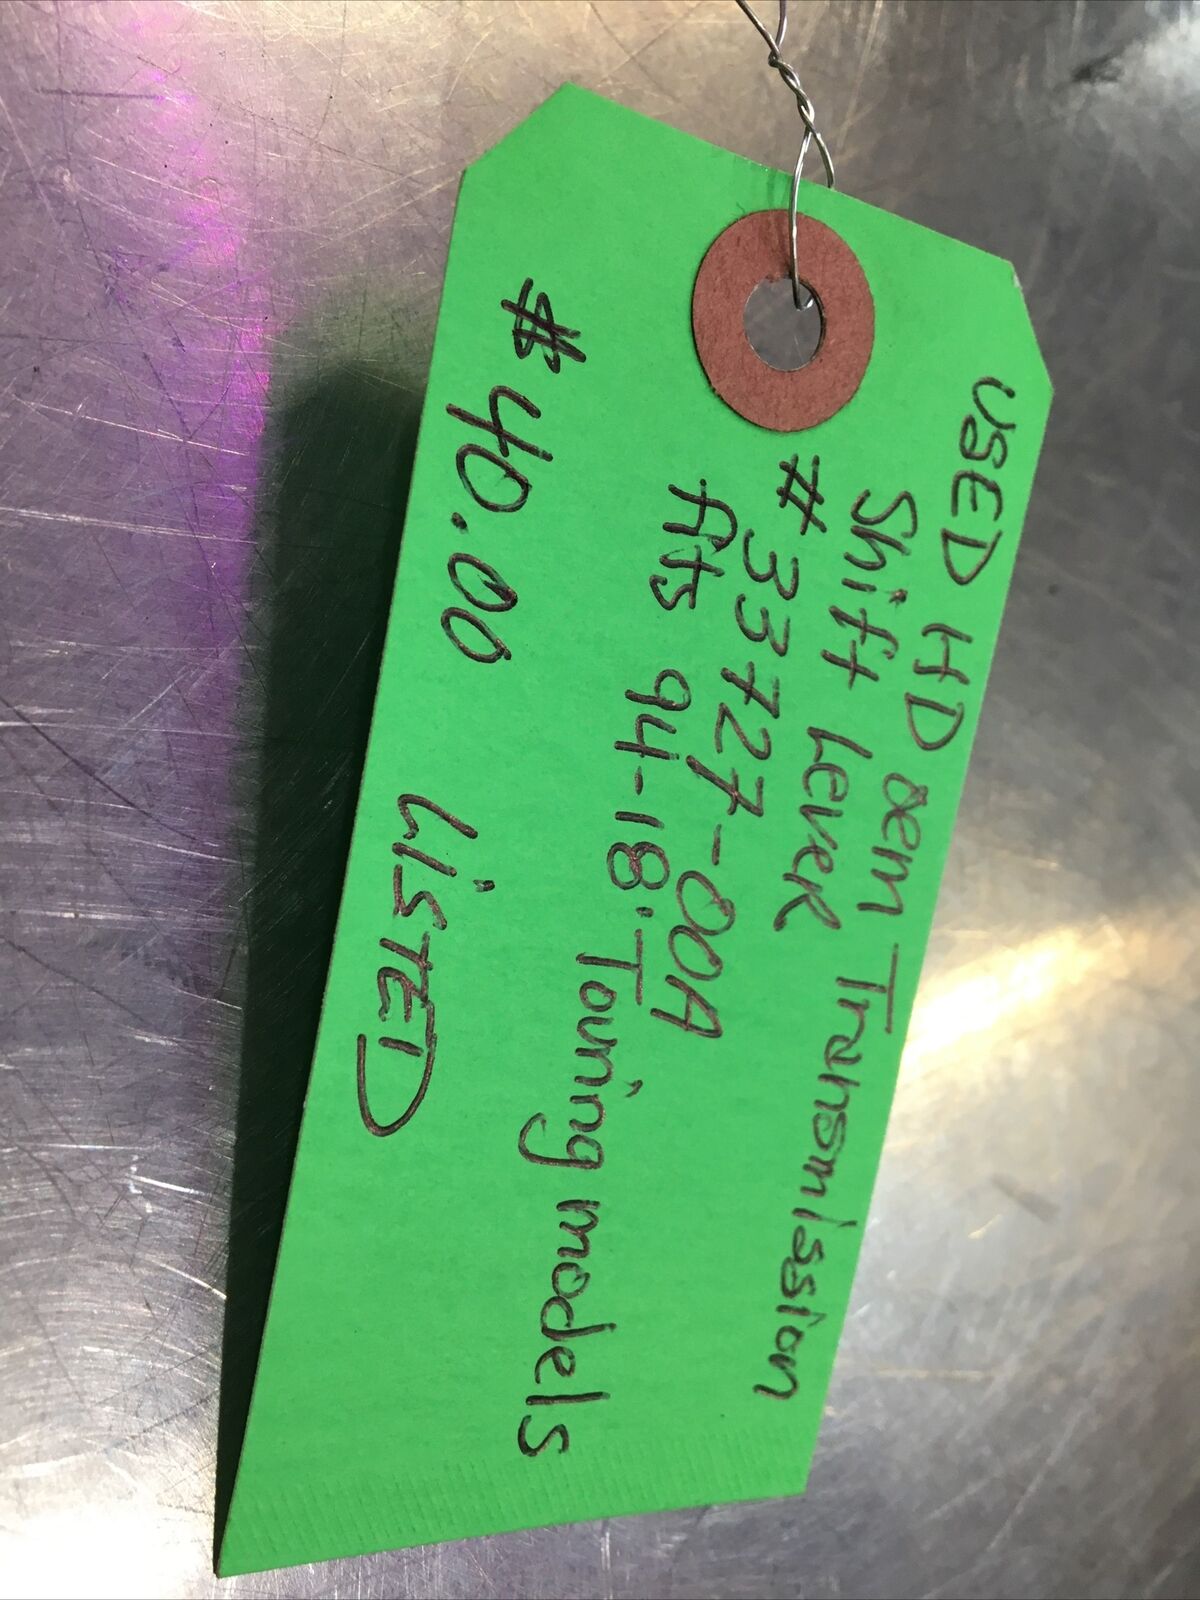 USED HD oem Transmission
Shift Lever
# 33727-00A
fits 94-18 Touring models
$40.00 LiSTED